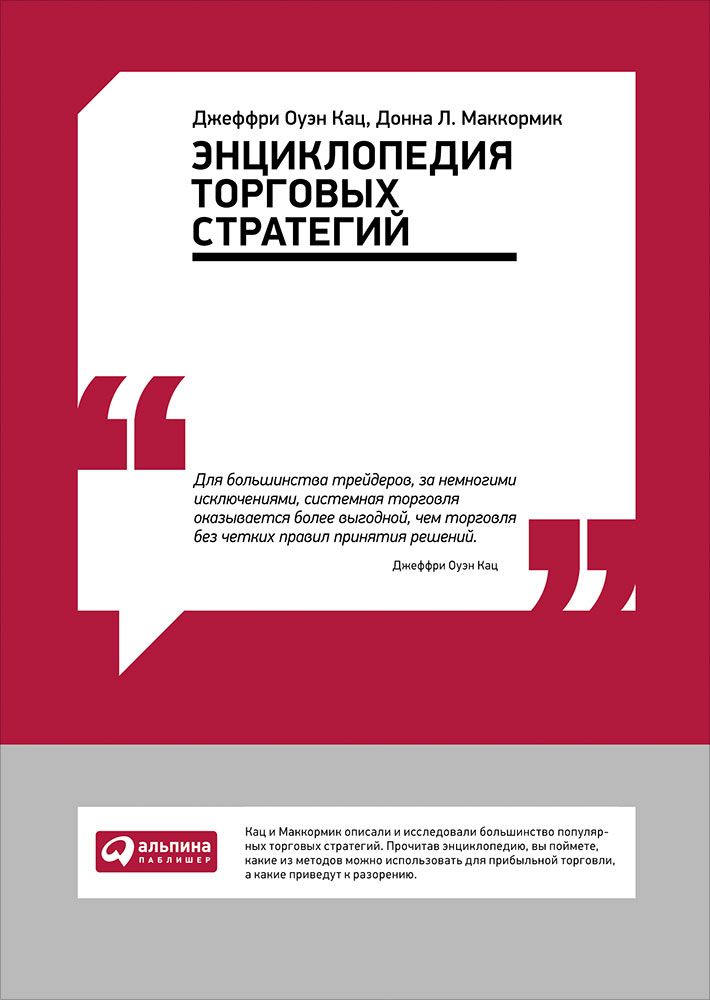 Джеффри Оуэн Кац, Донна Л. Маккормик
ЭНЦИКЛОПЕДИЯ
ТОРГОВЫХ
СТРАТЕГИЙ
Для большинства трейдеров, за немногими
исключениями, системная торговля
оказывается более выгодной, чем торговля
без четких правил принятия решений.
Джеффри Оуэн Кац
альпина
ПАБЛИШЕР
Кац и Маккормик описали и исследовали большинство популяр-
ных торговых стратегий. Прочитав энциклопедию, вы поймете,
какие из методов можно использовать для прибыльной торговли,
а какие приведут к разорению.